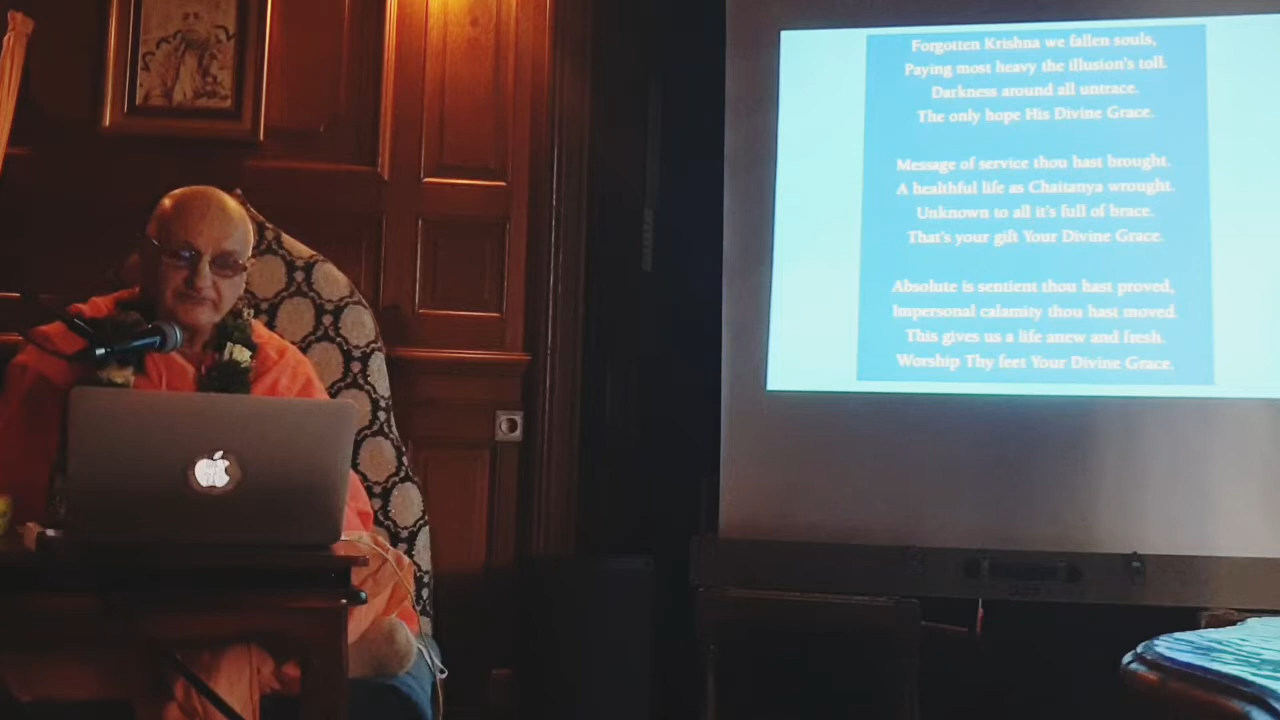 Forgotten Krishna we fallen souls,
Paying most heavy the illusion's toll.
Darkness around all untrace.
The only hope His Divine Grace.
Message of service thou hast brought.
A healthful life as Chaitanya wrought.
Unknown to all it's full of brace.
That's your gift Your Divine Grace.
Absolute is sentient thou hast proved,
Impersonal calamity thou hast moved.
This gives us a life anew and fresh.
Worship Thy feet Your Divine Grace.